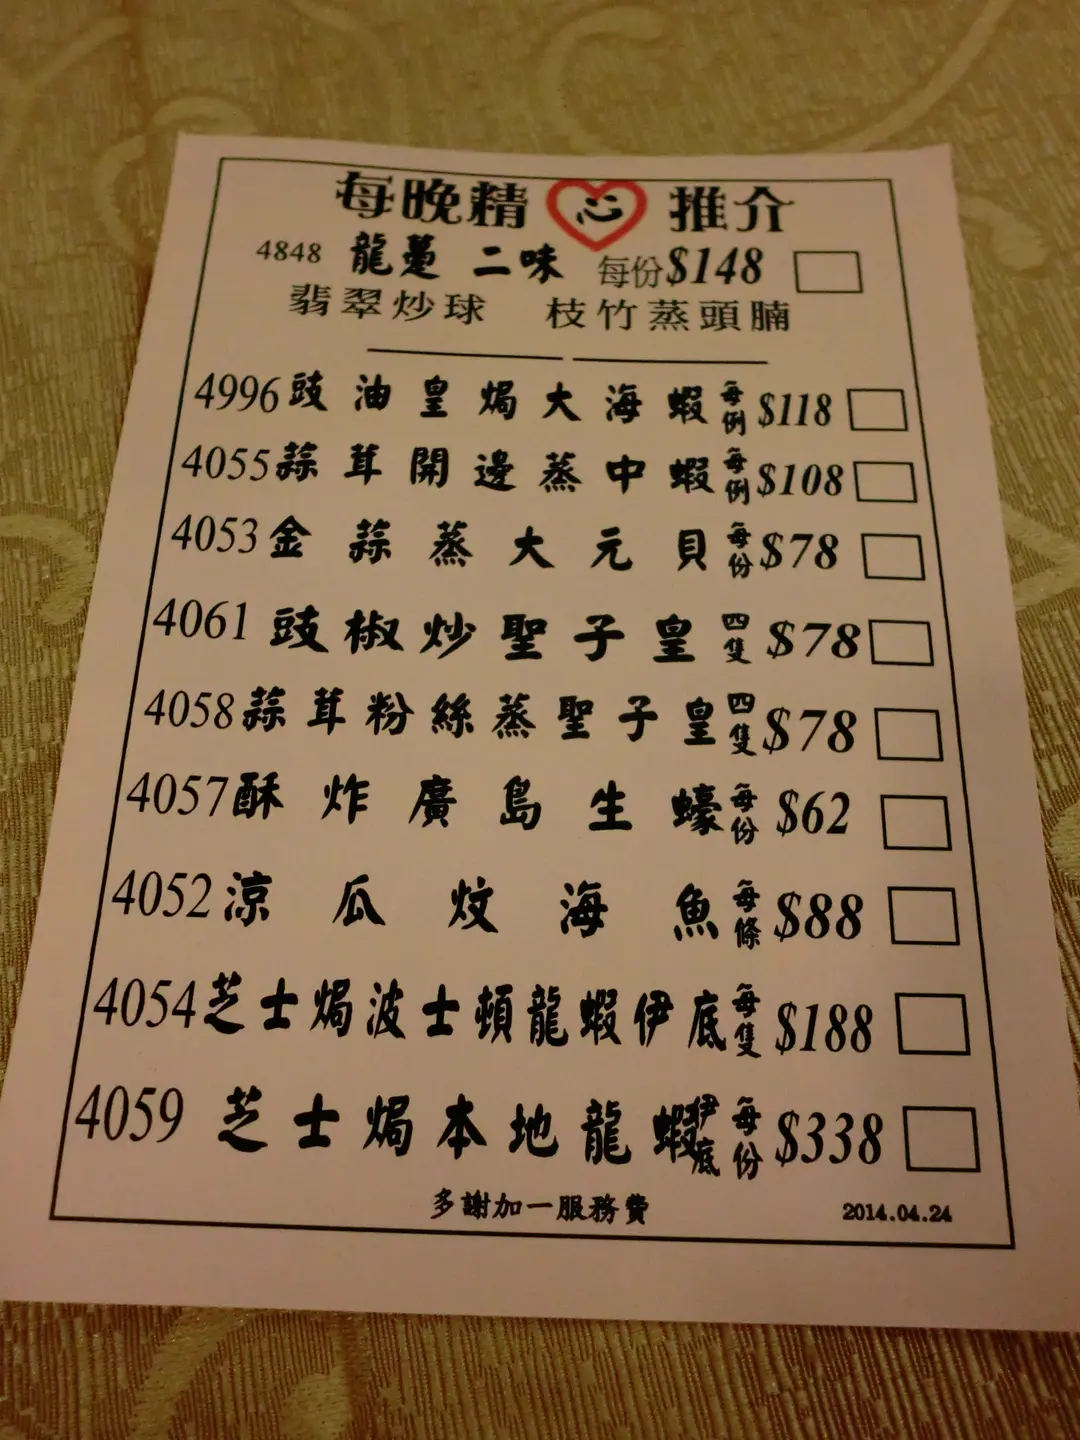 每晚精心推介
4848 龍躉 二味 每份$148
翡翠炒球 枝竹蒸頭腩
4996豉油皇焗大海蝦每例$118
4055蒜茸開邊蒸中蝦每例$108
4053金蒜蒸大元貝每份$78
4061豉椒炒聖子皇四隻$78
4058蒜茸粉絲蒸聖子皇四隻$78
4057酥炸廣島生蠔每份$62
4052涼瓜炆海魚每條$88
4054芝士焗波士頓龍蝦伊底每隻$188
4059芝士焗本地龍蝦伊底每份$338
多謝加一服務費 2014.04.24